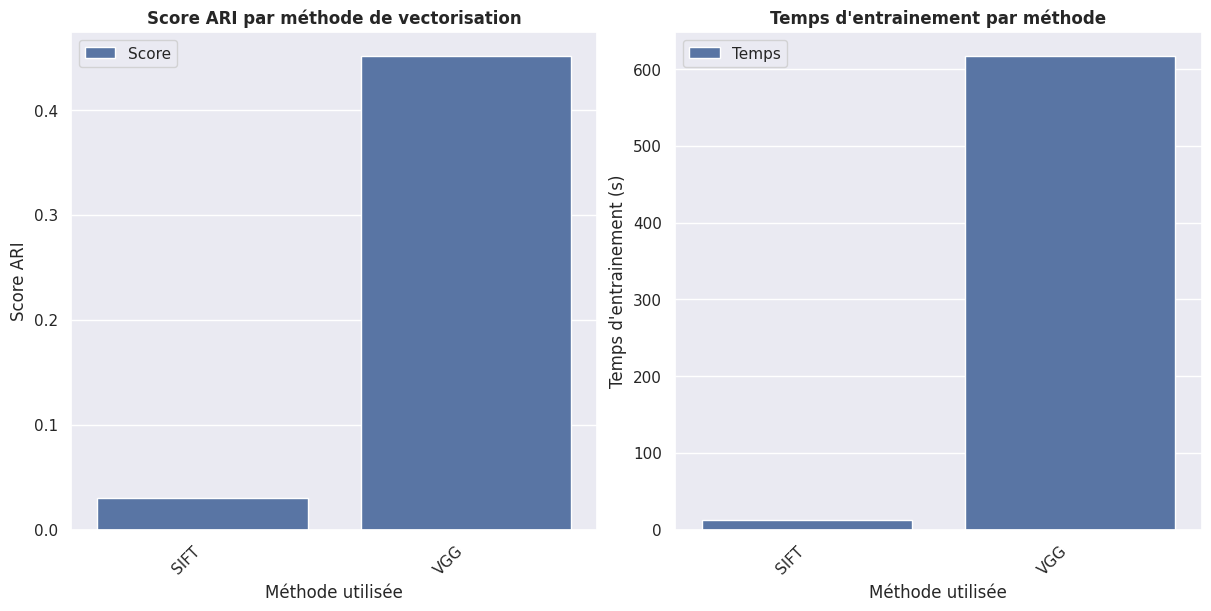 Score ARI par méthode de vectorisation
Score
Score ARI
0.4
0.3
0.2
0.1
0.0
SIFT
VGG
Méthode utilisée
Temps d'entrainement par méthode
Temps
Temps d'entrainement (s)
600
500
400
300
200
100
0
SIFT
VGG
Méthode utilisée